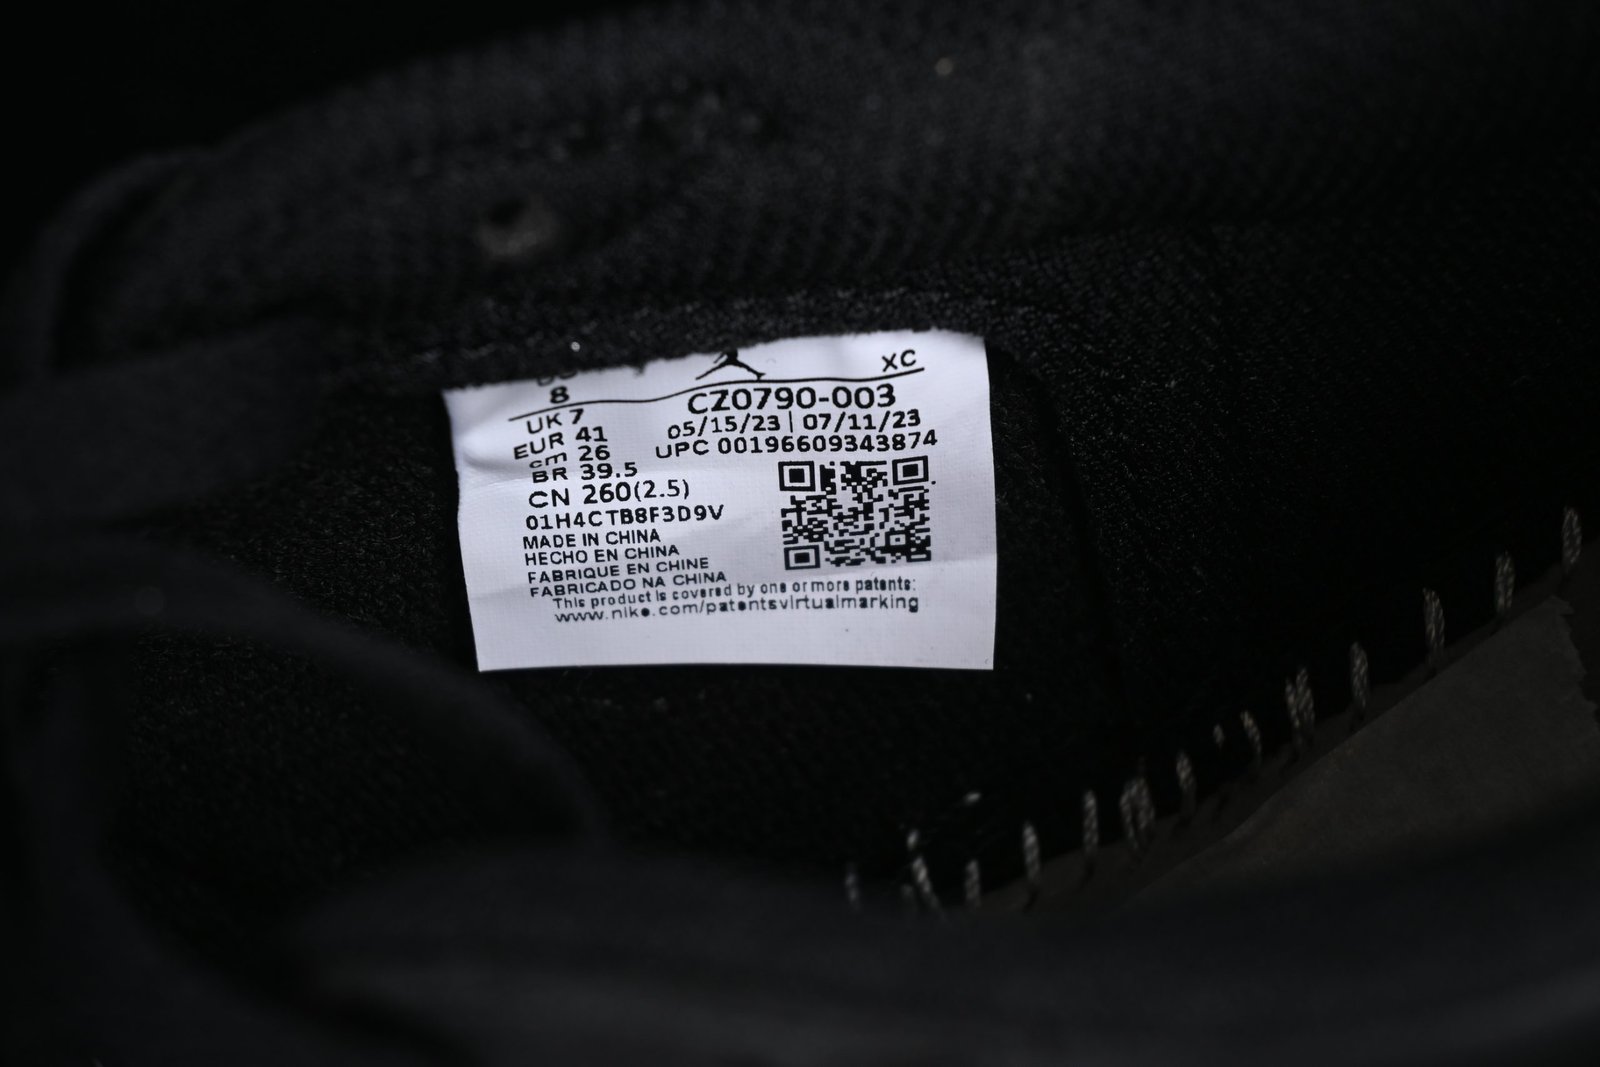 XC
8
CZ0790-003
UK 7
05/15/23 | 07/11/23
EUR 41
UPC 00196609343874
cm 26
BR 39.5
CN 260(2.5)
01H4CTB8F3D9V
MADE IN CHINA
HECHO EN CHINA
FABRIQUE EN CHINE
FABRICADO NA CHINA
This product is covered by one or more patents:
www.nike.com/patentsvirtualmarking